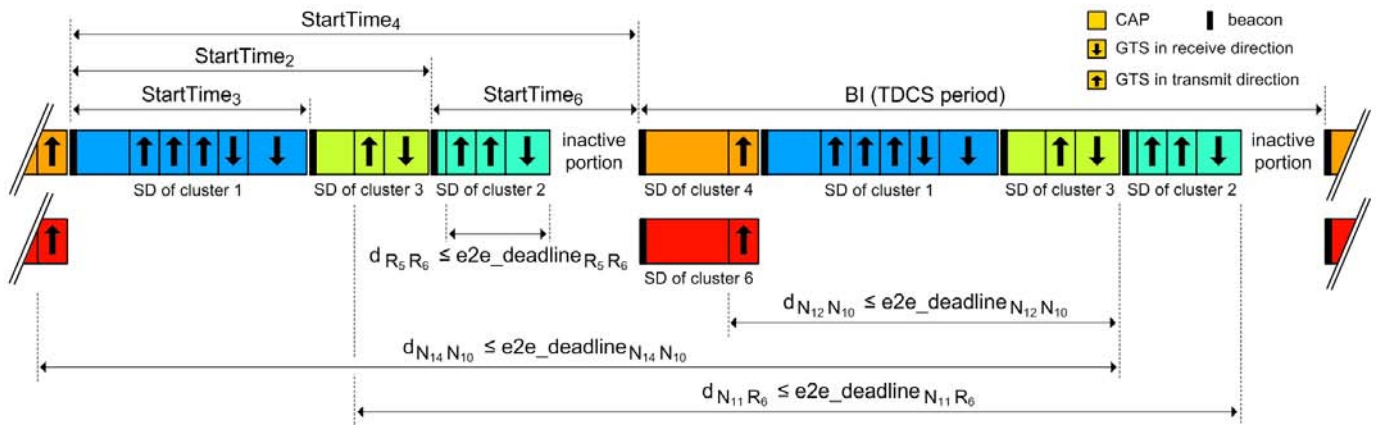 StartTime4
CAP
beacon
GTS in receive direction
StartTime2
GTS in transmit direction
StartTime3
StartTime6
BI (TDCS period)
inactive portion
inactive portion
SD of cluster 1
SD of cluster 3
SD of cluster 2
SD of cluster 4
SD of cluster 1
SD of cluster 3
SD of cluster 2
d R5 R6 ≤ e2e_deadline R5 R6
SD of cluster 6
d N12 N10 ≤ e2e_deadline N12 N10
d N14 N10 ≤ e2e_deadline N14 N10
d N11 R6 ≤ e2e_deadline N11 R6